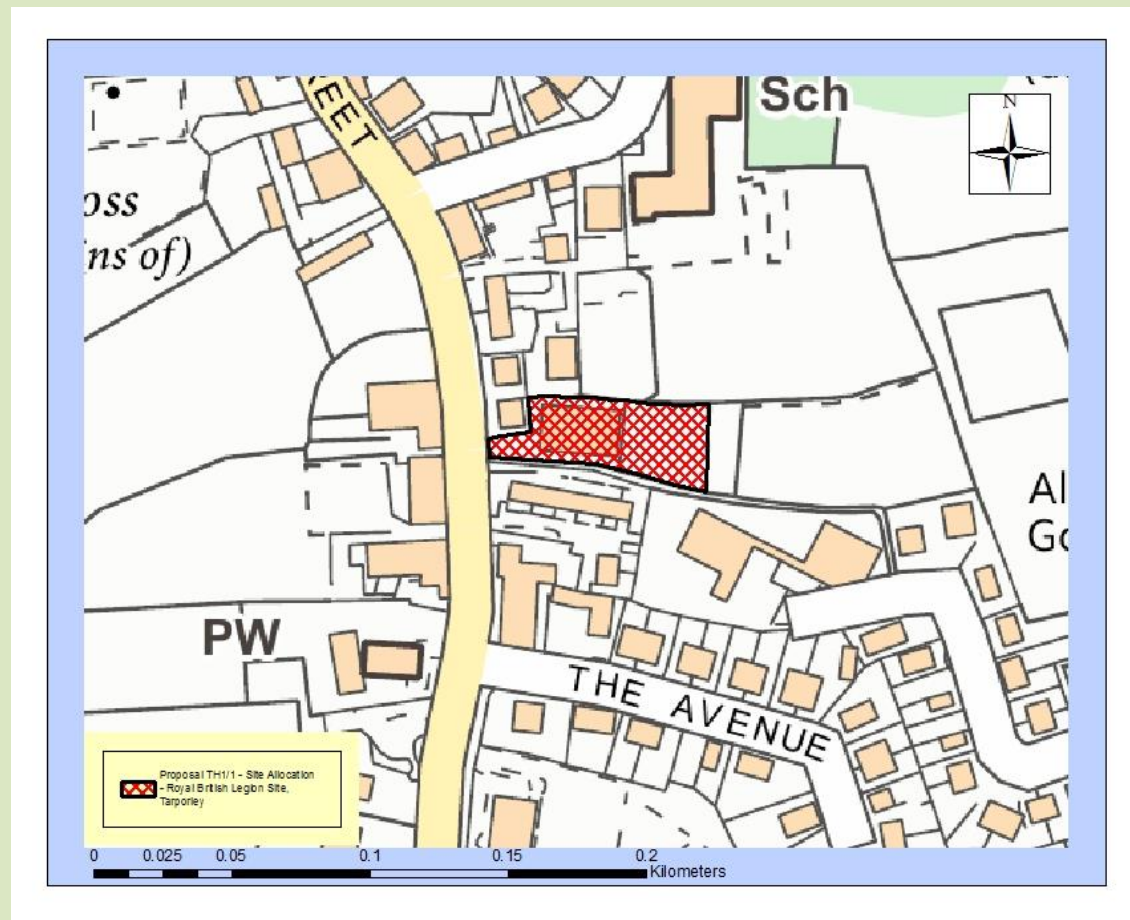 REET
Sch
N
oss
ins of)
Al
Go
PW
THE AVENUE
Proposal TH1/1 - Site Allocation
- Royal British Legion Site,
Tarporley
0 0.025 0.05 0.1 0.15 0.2
Kilometers